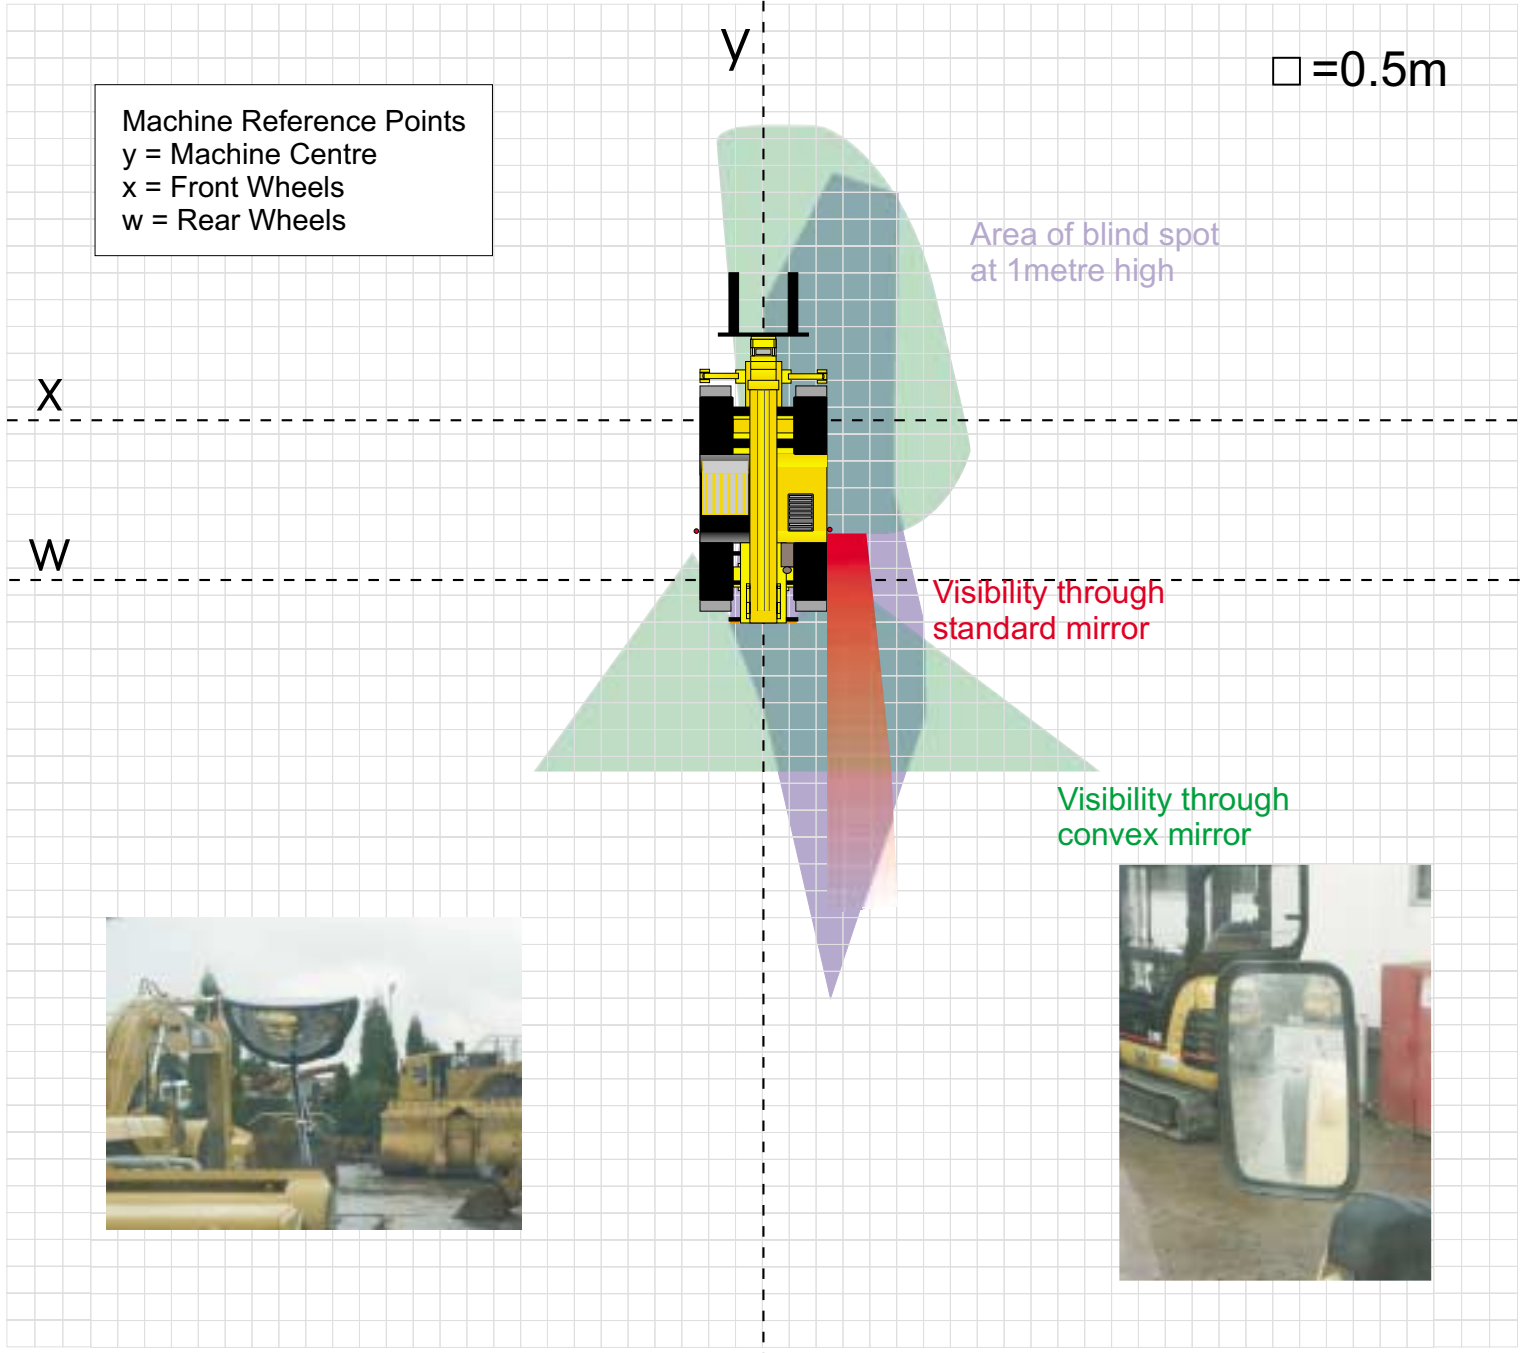 y
□ =0.5m
Machine Reference Points
y = Machine Centre
x = Front Wheels
w = Rear Wheels
Area of blind spot
at 1metre high
x
w
Visibility through
standard mirror
Visibility through
convex mirror